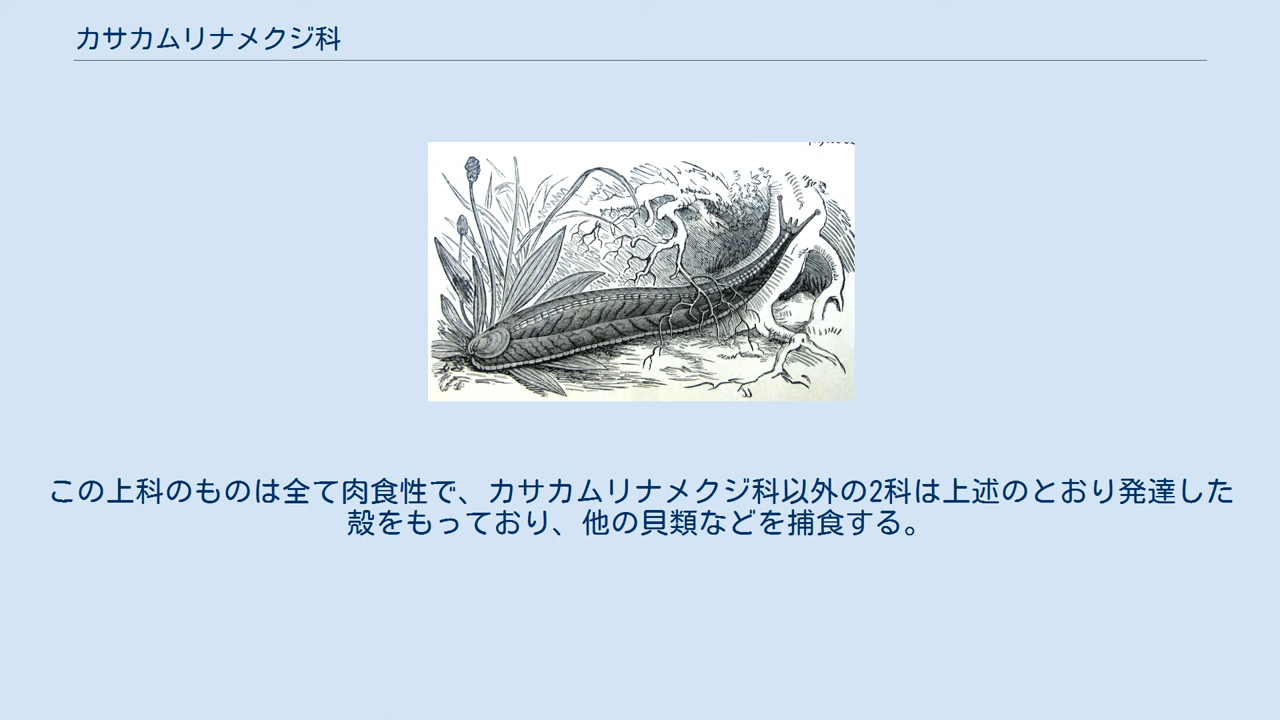 カサカムリナメクジ科
この上科のものは全て肉食性で、カサカムリナメクジ科以外の2科は上述のとおり発達した
殻をもっており、他の貝類などを捕食する。